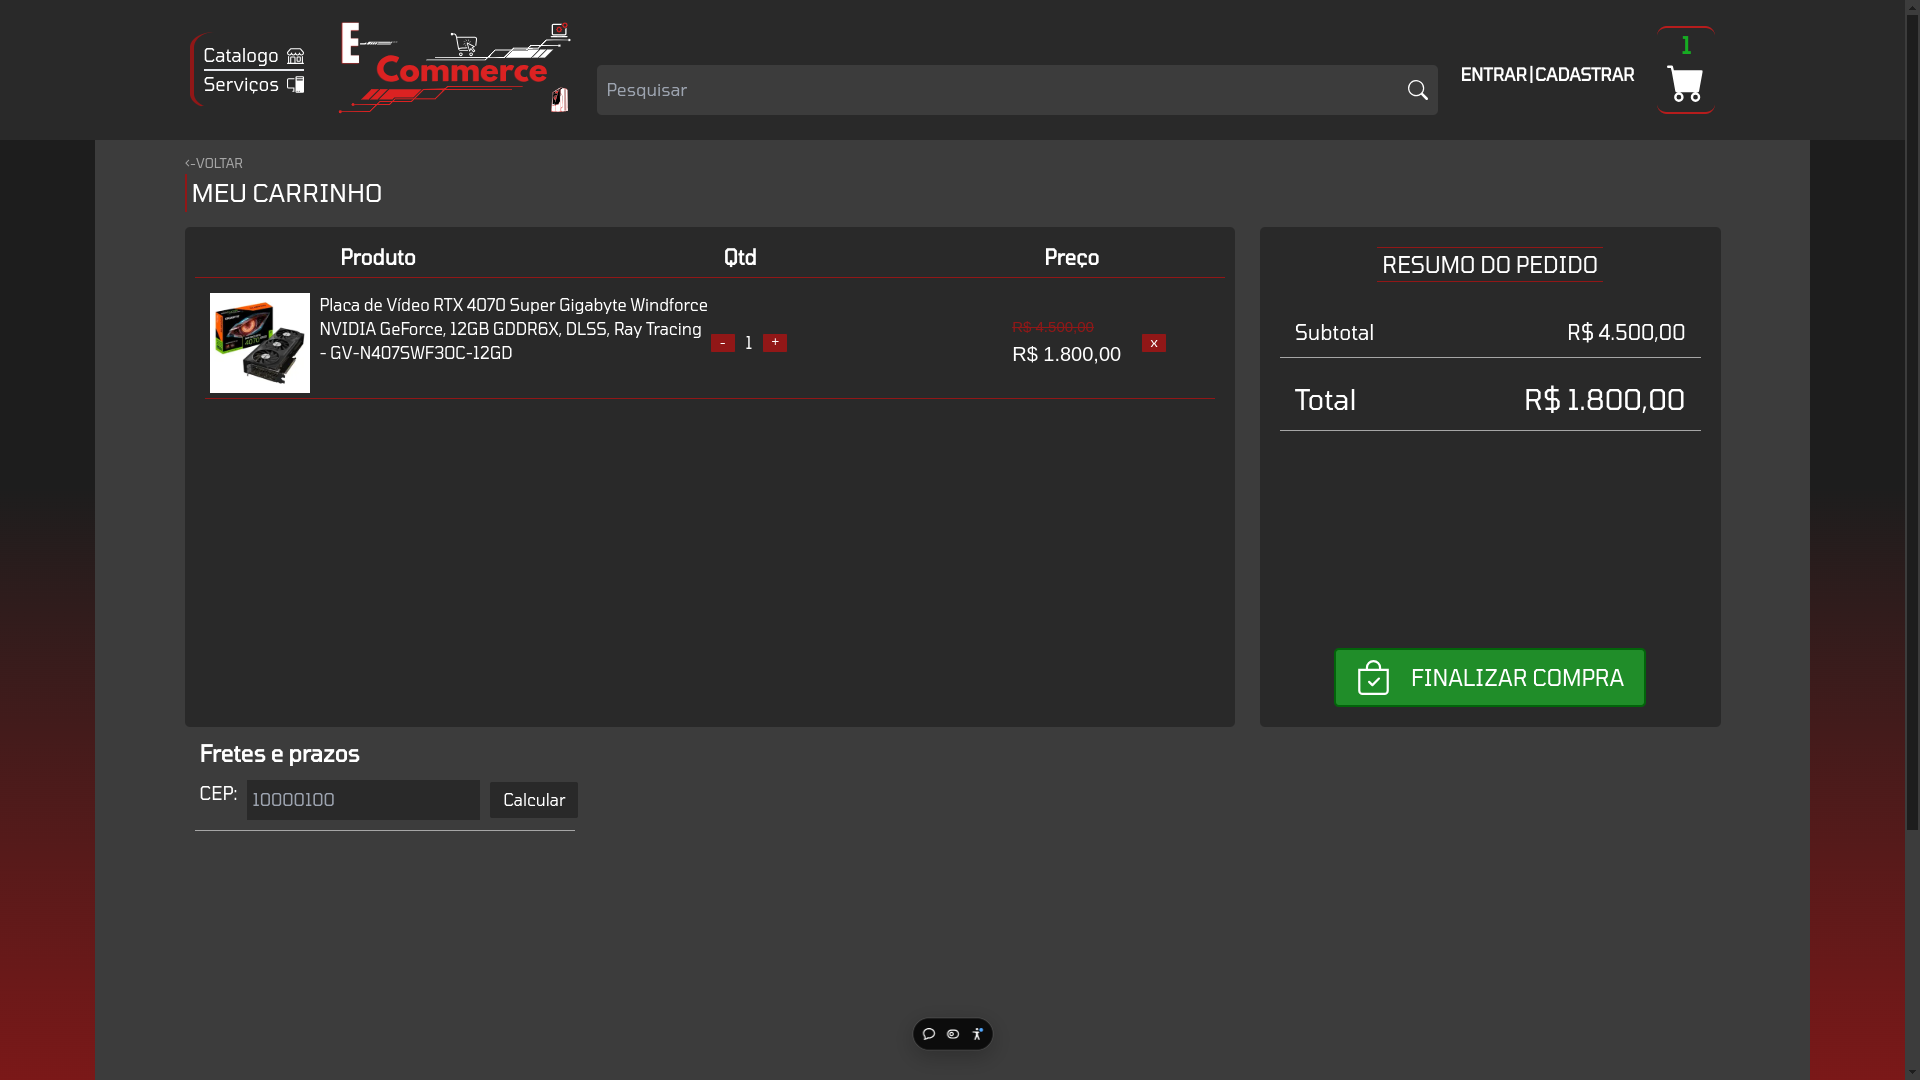 Catalogo
Serviços
E
Commerce
Pesquisar
ENTRAR|CADASTRAR
1
<-VOLTAR
MEU CARRINHO
Produto Qtd Preço
Placa de Vídeo RTX 4070 Super Gigabyte Windforce
NVIDIA GeForce, 12GB GDDR6X, DLSS, Ray Tracing
- GV-N407SWF3OC-12GD
- 1 +
R$ 4.500,00
R$ 1.800,00
x
RESUMO DO PEDIDO
Subtotal R$ 4.500,00
Total R$ 1.800,00
FINALIZAR COMPRA
Fretes e prazos
CEP: 10000100 Calcular